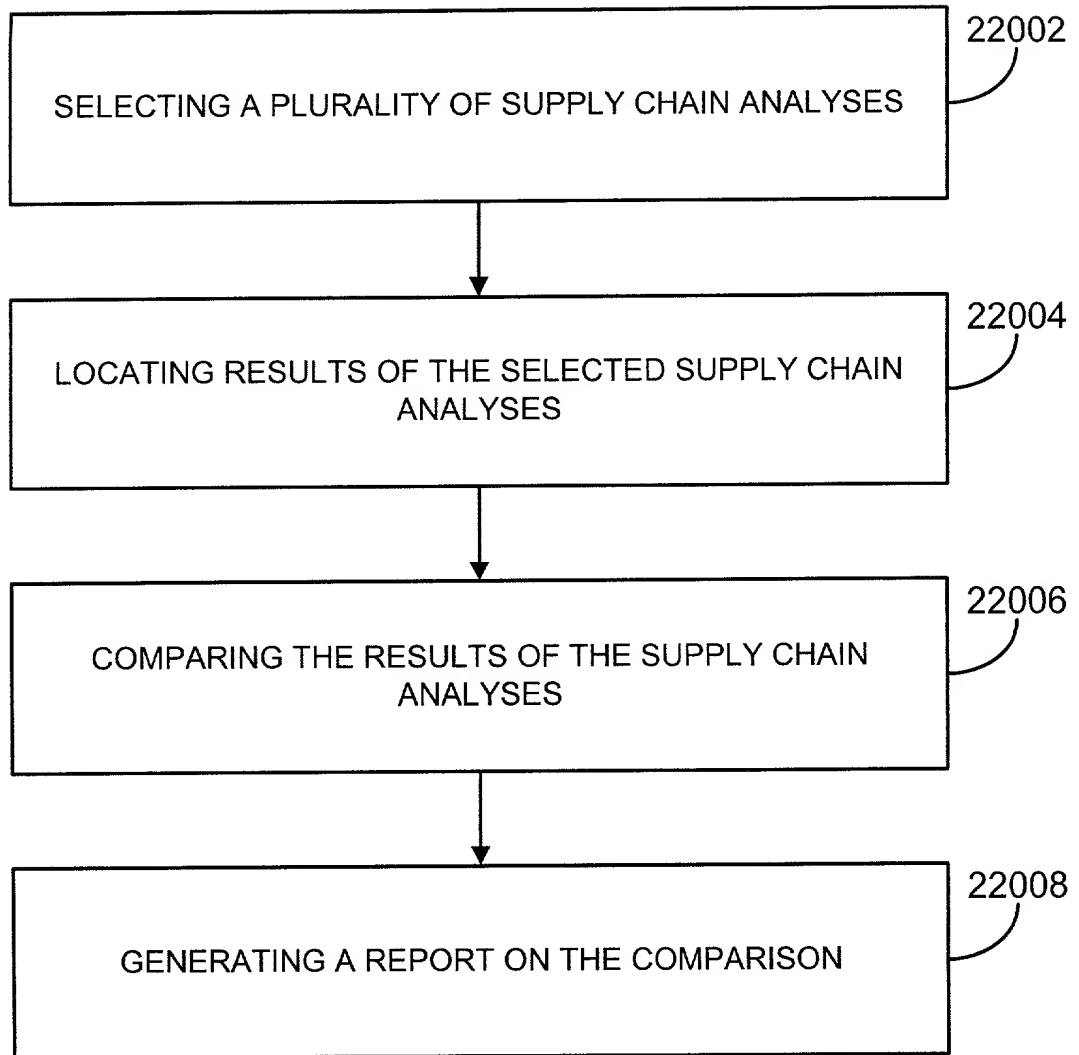 22002
SELECTING A PLURALITY OF SUPPLY CHAIN ANALYSES
22004
LOCATING RESULTS OF THE SELECTED SUPPLY CHAIN
ANALYSES
22006
COMPARING THE RESULTS OF THE SUPPLY CHAIN
ANALYSES
22008
GENERATING A REPORT ON THE COMPARISON